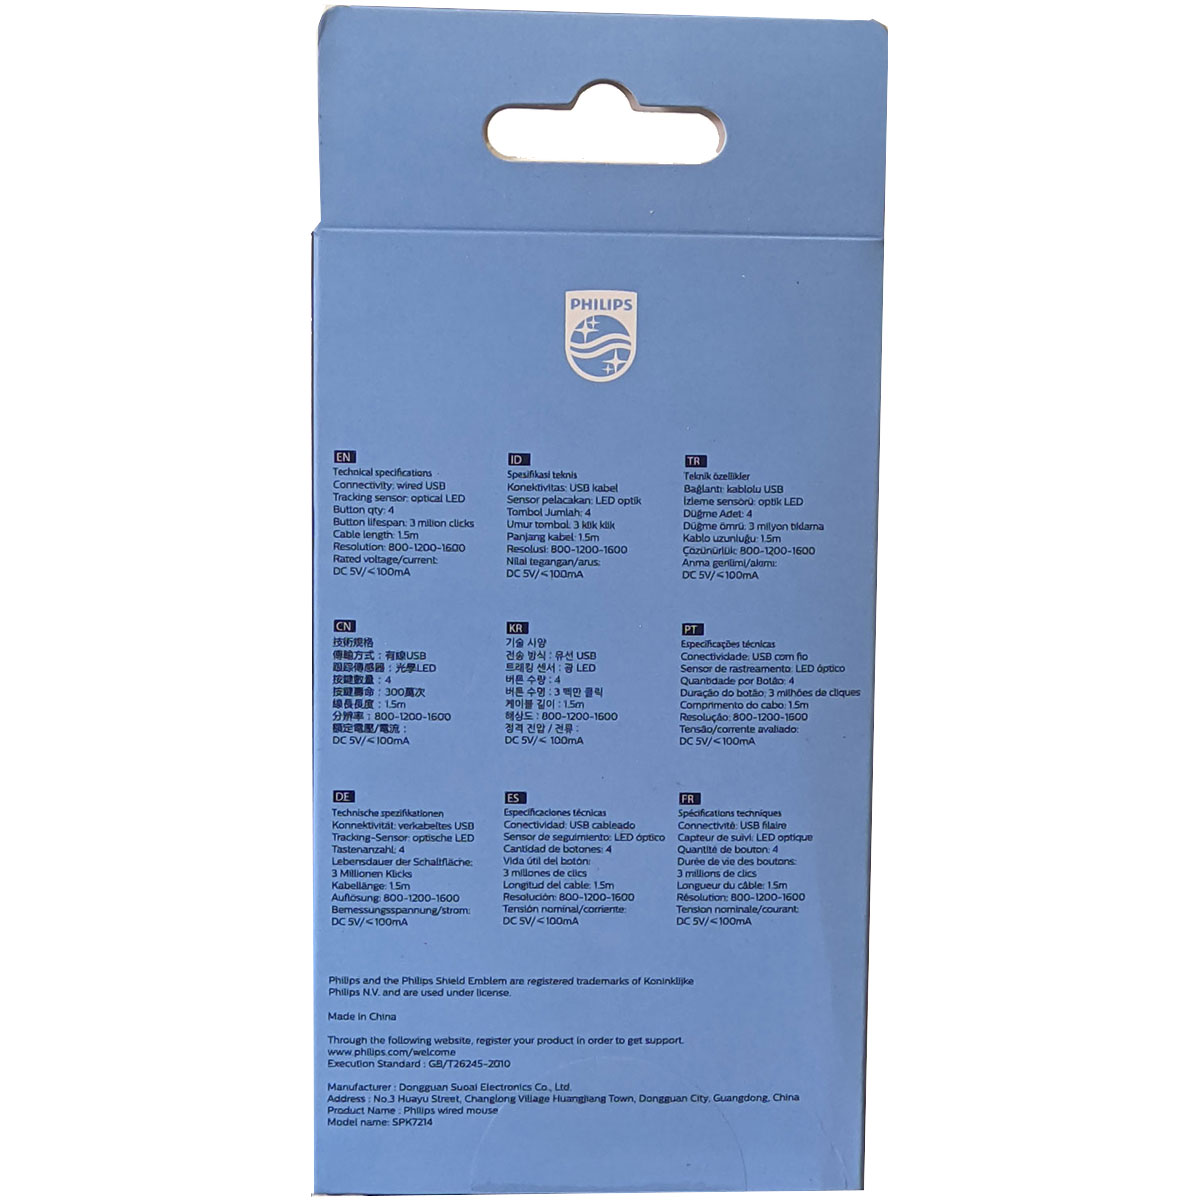 PHILIPS
EN
Technical specifications
Connectivity: wired USB
Tracking sensor: optical LED
Button qty: 4
Button lifespan: 3 milion clicks
Cable length: 1.5m
Resolution: 800-1200-1600
Rated voltage/current:
DC 5V/<100mA
ID
Spesifikasi teknis
Konektivitas: USB kabel
Sensor pelacakan: LED optik
Tombol Jumlah: 4
Umur tombol: 3 klik klik
Panjang kabel: 1.5m
Resolusi: 800-1200-1600
Nilai tegangan/arus:
DC 5V/<100mA
TR
Teknik özellikler
Bağlantı: kablolu USB
İzleme sensörü: optik LED
Düğme Adet: 4
Düğme ömrü: 3 milyon tıklama
Kablo uzunluğu: 1.5m
Çözünürlük: 800-1200-1600
Anma gerilimi/akımı:
DC 5V/<100mA
CN
技術規格
傳輸方式：有線USB
跟踪傳感器：光學LED
按鍵數量：4
按鍵壽命：300萬次
線長長度：1.5m
分辨率：800-1200-1600
額定電壓/電流：
DC 5V/<100mA
KR
기술 사양
전송 방식 : 유선 USB
트래킹 센서 : 광 LED
버튼 수량 : 4
버튼 수명 : 3 백만 클릭
케이블 길이 : 1.5m
해상도 : 800-1200-1600
정격 진압 / 전류 :
DC 5V/< 100mA
PT
Especificações técnicas
Conectividade: USB com fio
Sensor de rastreamento: LED óptico
Quantidade por Botão: 4
Duração do botão: 3 milhões de cliques
Comprimento do cabo: 1.5m
Resolução: 800-1200-1600
Tensão/corrente avaliado:
DC 5V/<100mA
DE
Technische spezifikationen
Konnektivität: verkabeltes USB
Tracking-Sensor: optische LED
Tastenanzahl: 4
Lebensdauer der Schaltfläche:
3 Millionen Klicks
Kabellänge: 1.5m
Auflösung: 800-1200-1600
Bemessungsspannung/strom:
DC 5V/<100mA
ES
Especificaciones técnicas
Conectividad: USB cableado
Sensor de seguimiento: LED óptico
Cantidad de botones: 4
Vida útil del botón:
3 millones de clics
Longitud del cable: 1.5m
Resolución: 800-1200-1600
Tensión nominal/corriente:
DC 5V/<100mA
FR
Spécifications techniques
Connectivité: USB filaire
Capteur de suivi: LED optique
Quantité de bouton: 4
Durée de vie des boutons:
3 millions de clics
Longueur du câble: 1.5m
Résolution: 800-1200-1600
Tension nominale/courant:
DC 5V/<100mA
Philips and the Philips Shield Emblem are registered trademarks of Koninklijke
Philips N.V. and are used under license.
Made in China
Through the following website, register your product in order to get support.
www.philips.com/welcome
Execution Standard : GB/T26245-2010
Manufacturer : Dongguan Suoai Electronics Co., Ltd.
Address : No.3 Huayu Street, Changlong Village Huangjiang Town, Dongguan City, Guangdong, China
Product Name : Philips wired mouse
Model name: SPK7214